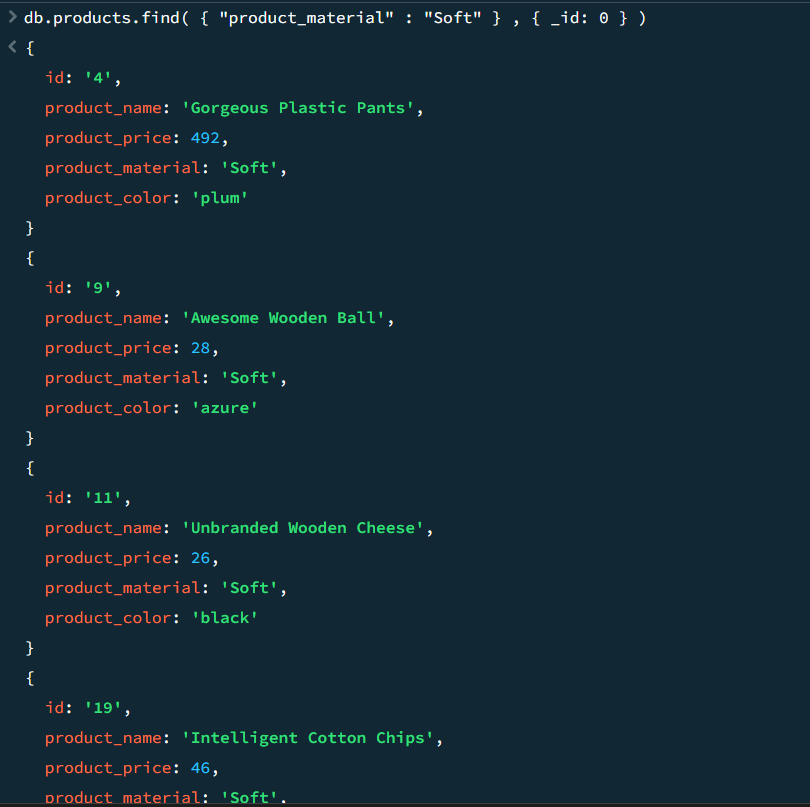 > db.products.find( { "product_material" : "Soft" } , { _id: 0 } )
< {
id: '4',
product_name: 'Gorgeous Plastic Pants',
product_price: 492,
product_material: 'Soft',
product_color: 'plum'
}
{
id: '9',
product_name: 'Awesome Wooden Ball',
product_price: 28,
product_material: 'Soft',
product_color: 'azure'
}
{
id: '11',
product_name: 'Unbranded Wooden Cheese',
product_price: 26,
product_material: 'Soft',
product_color: 'black'
}
{
id: '19',
product_name: 'Intelligent Cotton Chips',
product_price: 46,
product_material: 'Soft',